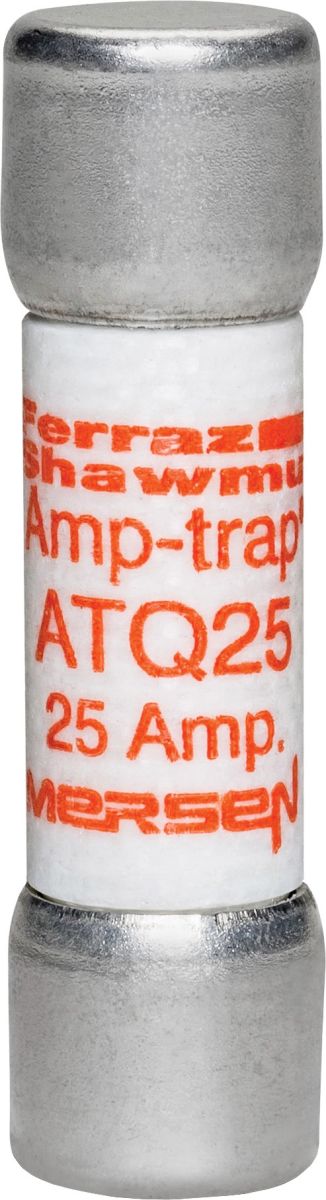 Ferraz
Shawmu
Amp-trap®
ATQ25
25 Amp.
MERSEN